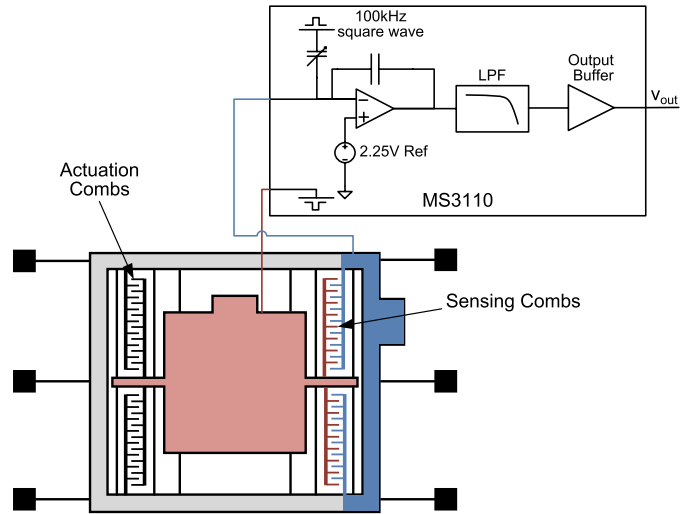 100kHz
square wave
LPF
Output
Buffer
Vout
−
+
+
−
2.25V Ref
MS3110
Actuation
Combs
Sensing Combs